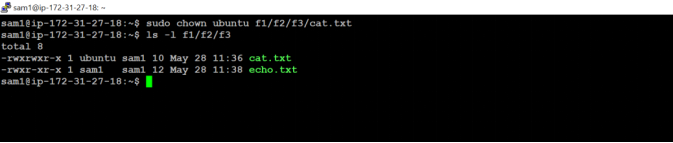 sam1@ip-172-31-27-18: ~
sam1@ip-172-31-27-18:~$ sudo chown ubuntu f1/f2/f3/cat.txt
sam1@ip-172-31-27-18:~$ ls -l f1/f2/f3
total 8
-rwxrwxr-x 1 ubuntu sam1 10 May 28 11:36 cat.txt
-rwxrwxr-x 1 sam1   sam1 12 May 28 11:38 echo.txt
sam1@ip-172-31-27-18:~$